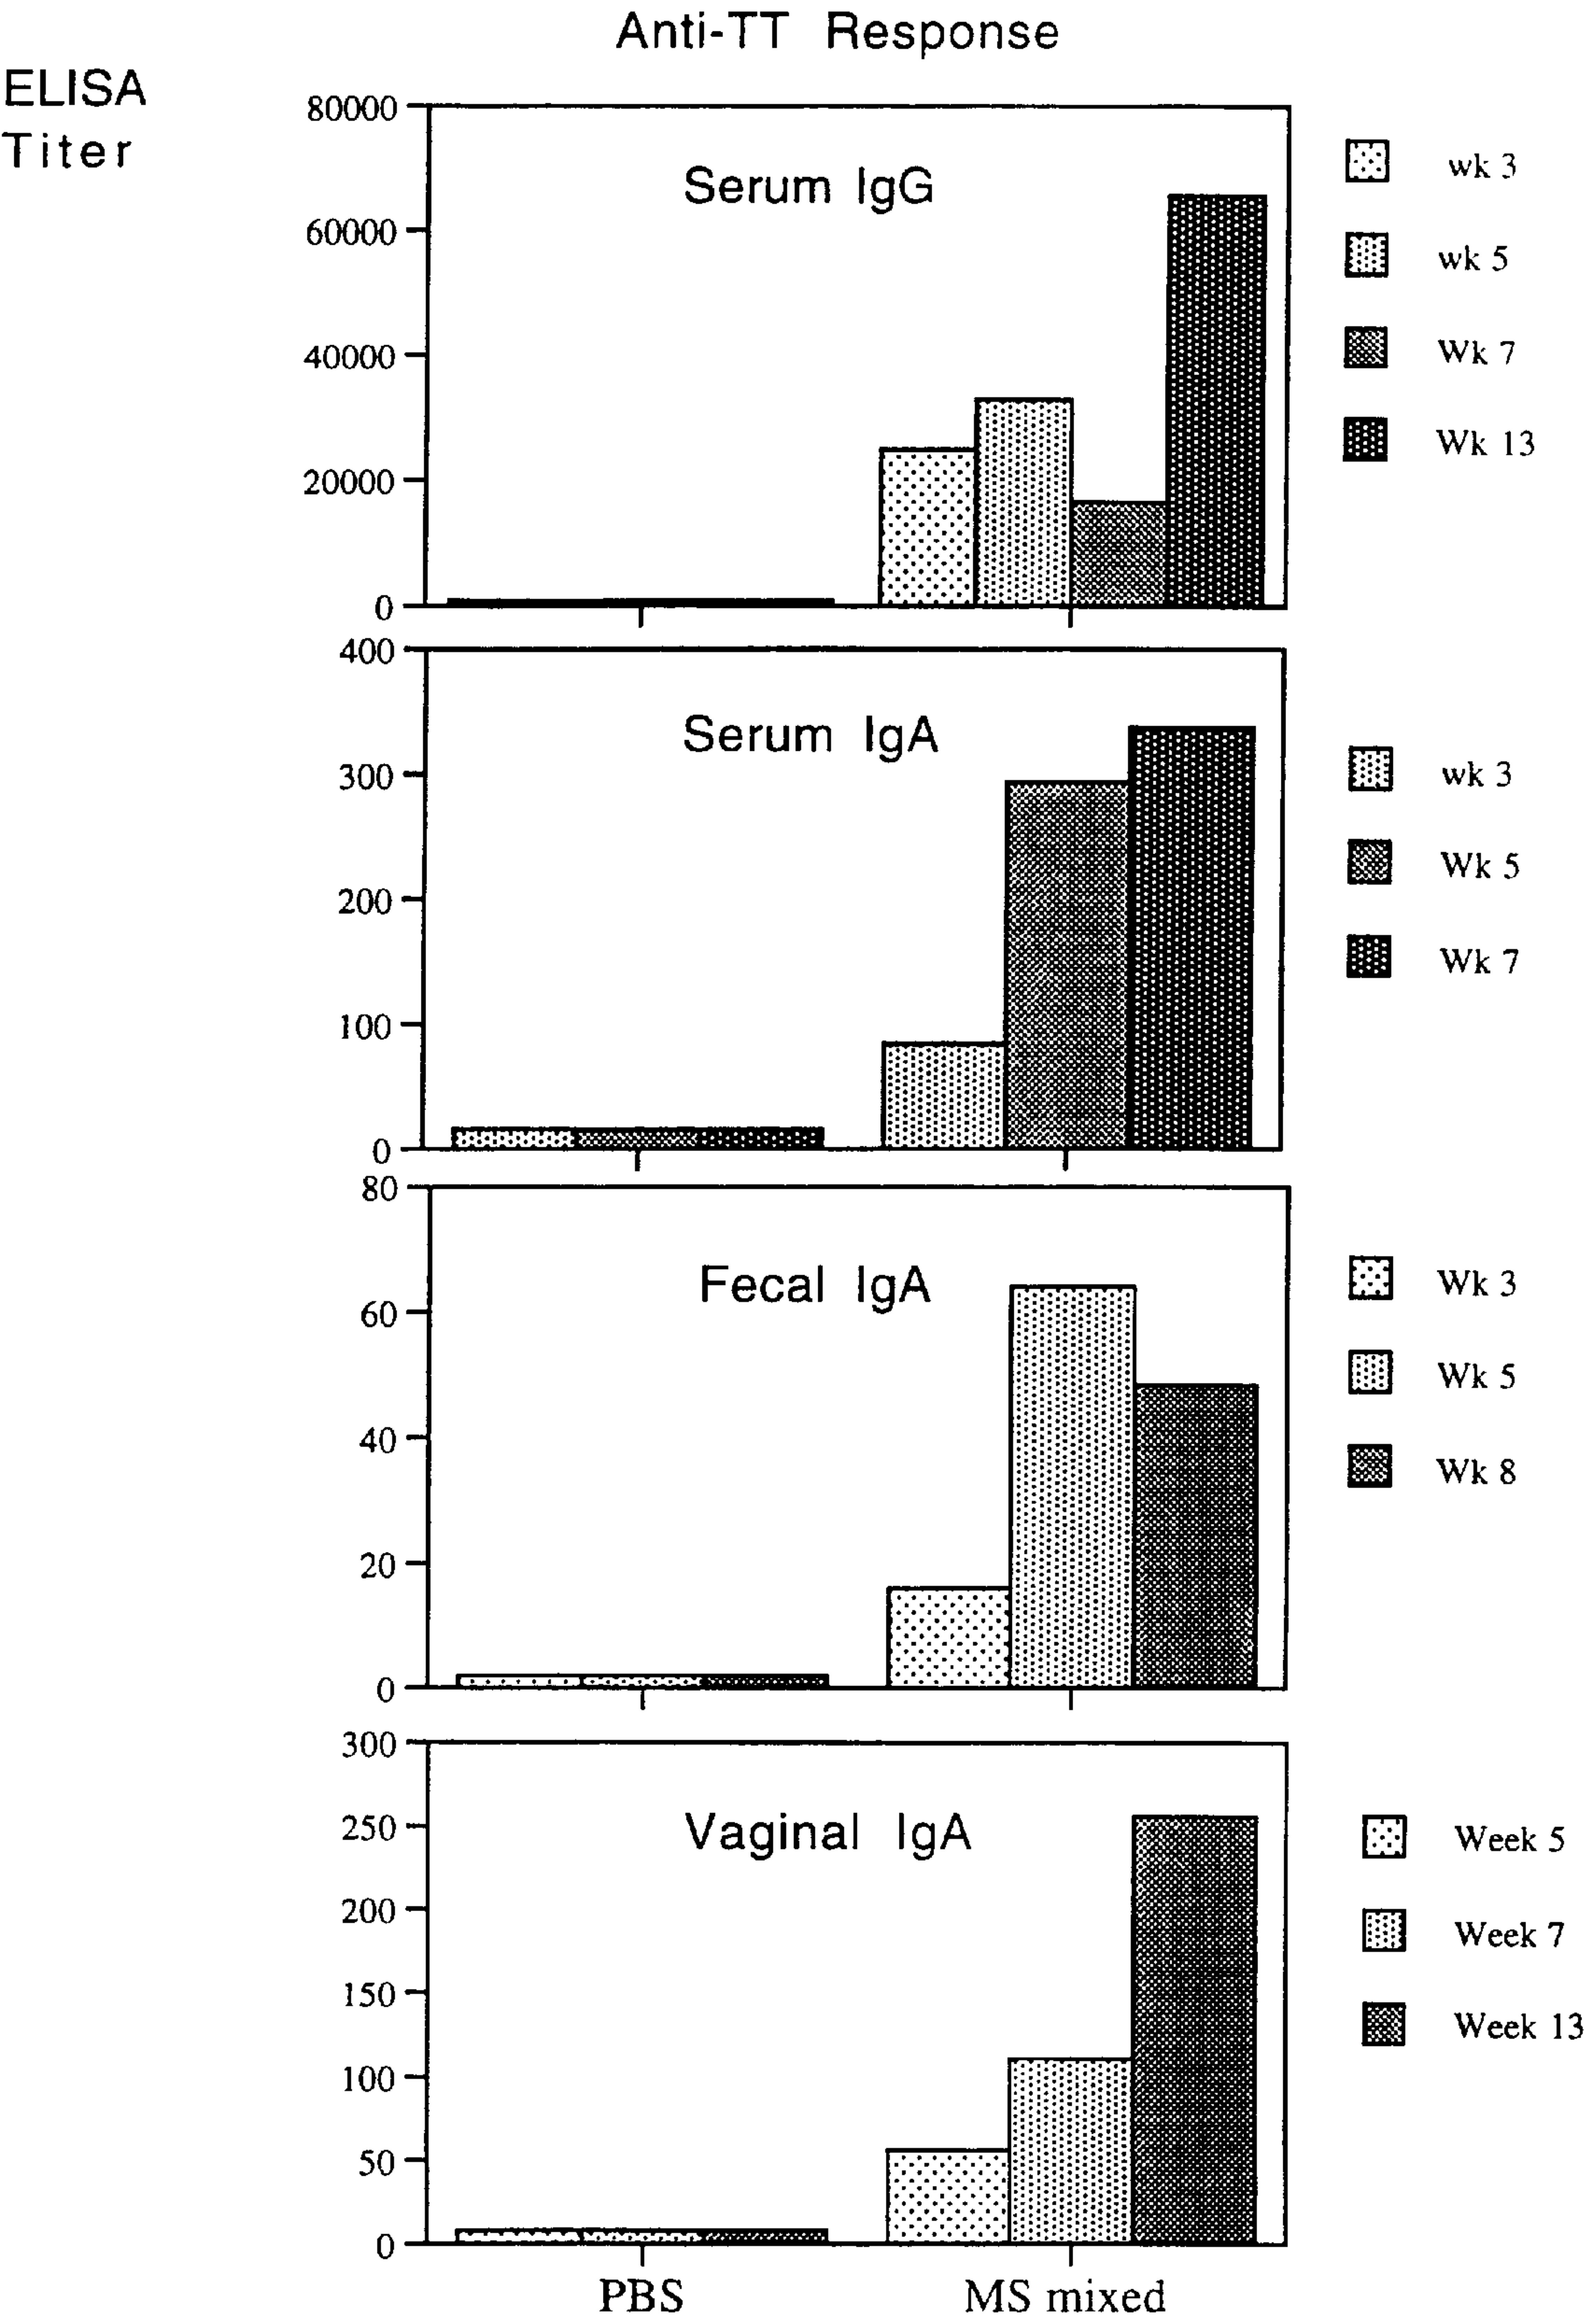 Anti-TT Response
ELISA
Titer
80000
60000
40000
20000
0
Serum IgG
wk 3
wk 5
Wk 7
Wk 13
400
300
200
100
0
Serum IgA
wk 3
Wk 5
Wk 7
80
60
40
20
0
Fecal IgA
Wk 3
Wk 5
Wk 8
300
250
200
150
100
50
0
Vaginal IgA
Week 5
Week 7
Week 13
PBS MS mixed